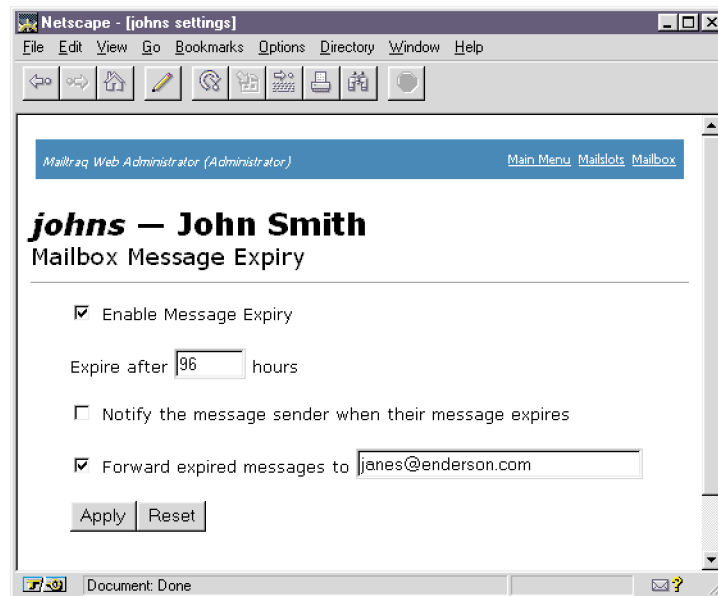 Netscape - [johns settings]
File Edit View Go Bookmarks Options Directory Window Help
Mailtraq Web Administrator (Administrator) Main Menu Mailslots Mailbox
johns — John Smith
Mailbox Message Expiry
Enable Message Expiry
Expire after 96 hours
Notify the message sender when their message expires
Forward expired messages to janes@enderson.com
Apply Reset
Document: Done